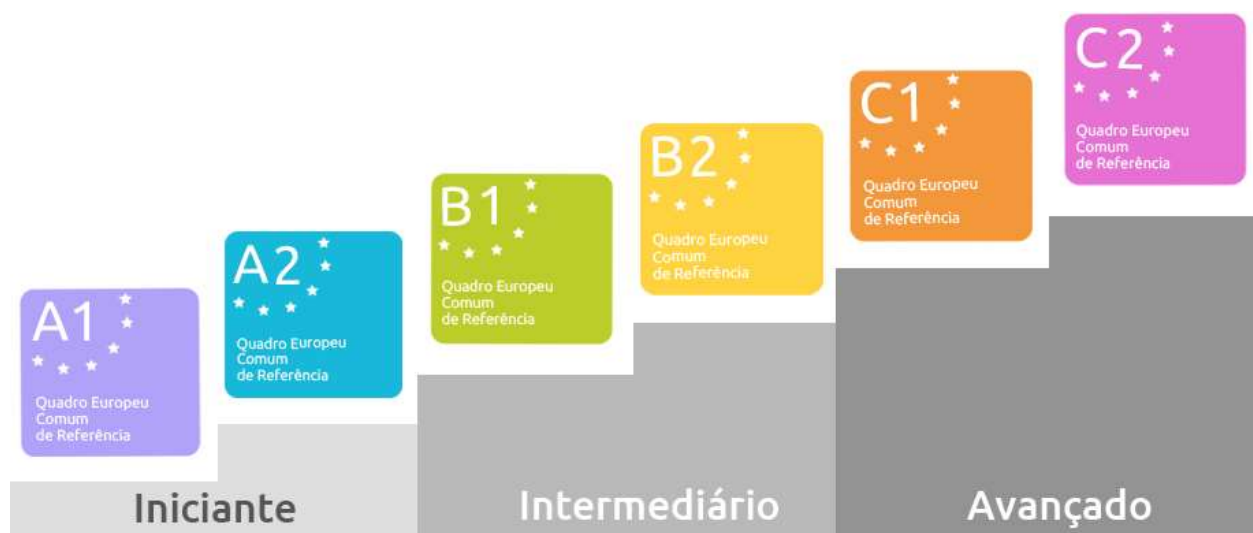 A1
Quadro Europeu
Comum
de Referência
A2
Quadro Europeu
Comum
de Referência
B1
Quadro Europeu
Comum
de Referência
B2
Quadro Europeu
Comum
de Referência
C1
Quadro Europeu
Comum
de Referência
C2
Quadro Europeu
Comum
de Referência
Iniciante
Intermediário
Avançado